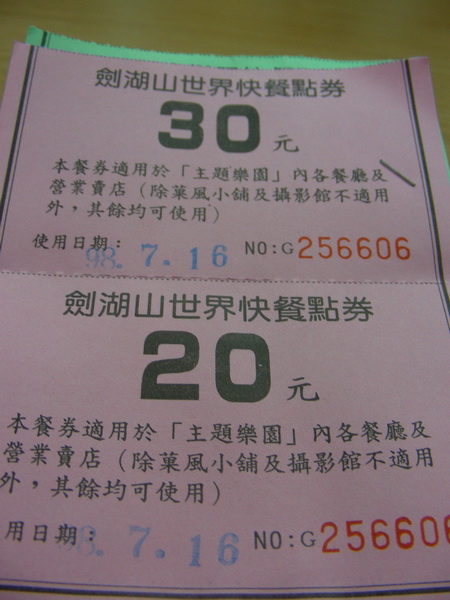 劍湖山世界快餐點券
30元
本餐券適用於「主題樂園」內各餐廳及
營業賣店（除菓風小舖及攝影館不適用
外，其餘均可使用）
使用日期：98.7.16 NO:G256606
劍湖山世界快餐點券
20元
本餐券適用於「主題樂園」內各餐廳及
營業賣店（除菓風小舖及攝影館不適用
外，其餘均可使用）
用日期：98.7.16 NO:G256606